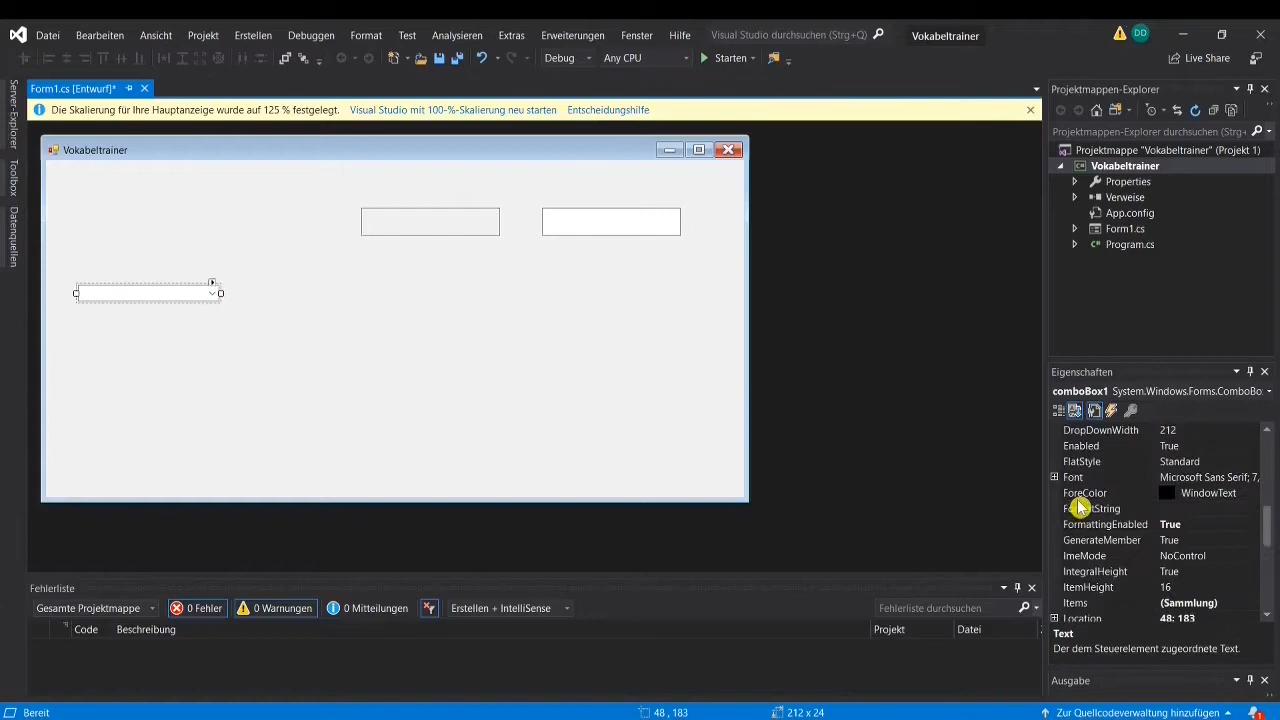 Datei Bearbeiten Ansicht Projekt Erstellen Debuggen Format Test Analysieren Extras Erweiterungen Fenster Hilfe Visual Studio durchsuchen (Strg+Q) Vokabeltrainer DD
Debug Any CPU Starten Live Share
Server-Explorer
Toolbox
Datenquellen
Form1.cs [Entwurf]*
Die Skalierung für Ihre Hauptanzeige wurde auf 125 % festgelegt. Visual Studio mit 100-%-Skalierung neu starten Entscheidungshilfe
Vokabeltrainer
Projektmappen-Explorer
Projektmappen-Explorer durchsuchen (Strg+
Projektmappe "Vokabeltrainer" (Projekt 1)
Vokabeltrainer
Properties
Verweise
App.config
Form1.cs
Program.cs
Eigenschaften
comboBox1 System.Windows.Forms.ComboBo
DropDownWidth 212
Enabled True
FlatStyle Standard
Font Microsoft Sans Serif; 7,
ForeColor WindowText
FormattingEnabled True
GenerateMember True
ImeMode NoControl
IntegralHeight True
ItemHeight 16
Items (Sammlung)
Location 48; 183
Text
Der dem Steuerelement zugeordnete Text.
Ausgabe
Fehlerliste
Gesamte Projektmappe 0 Fehler 0 Warnungen 0 Mitteilungen Erstellen + IntelliSense Fehlerliste durchsuchen
Code Beschreibung Projekt Datei
Bereit 48 , 183 212 x 24 Zur Quellcodeverwaltung hinzufügen 1